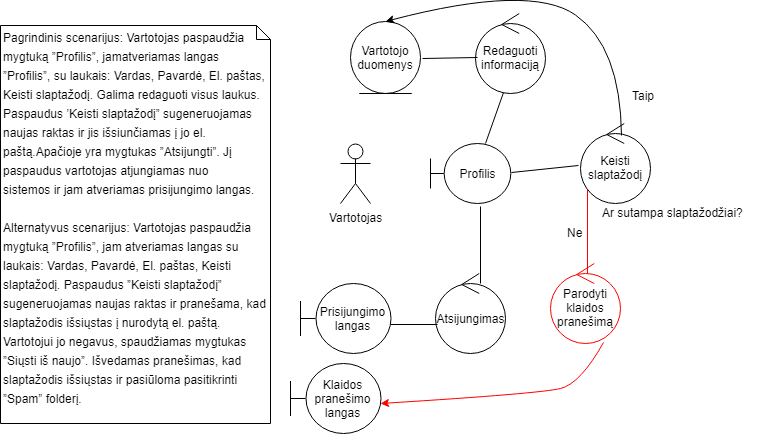 Pagrindinis scenarijus: Vartotojas paspaudžia
mygtuką "Profilis", jamatveriamas langas
"Profilis", su laukais: Vardas, Pavardė, El. paštas,
Keisti slaptažodį. Galima redaguoti visus laukus.
Paspaudus 'Keisti slaptažodį" sugeneruojamas
naujas raktas ir jis išsiunčiamas į jo el.
paštą.Apačioje yra mygtukas "Atsijungti". Jį
paspaudus vartotojas atjungiamas nuo
sistemos ir jam atveriamas prisijungimo langas.
Alternatyvus scenarijus: Vartotojas paspaudžia
mygtuką "Profilis", jam atveriamas langas su
laukais: Vardas, Pavardė, El. paštas, Keisti
slaptažodį. Paspaudus "Keisti slaptažodį"
sugeneruojamas naujas raktas ir pranešama, kad
slaptažodis išsiųstas į nurodytą el. paštą.
Vartotojui jo negavus, spaudžiamas mygtukas
"Siųsti iš naujo". Išvedamas pranešimas, kad
slaptažodis išsiųstas ir pasiūloma pasitikrinti
"Spam" folderį.
Vartotojo
duomenys
Redaguoti
informaciją
Taip
Profilis
Keisti
slaptažodį
Vartotojas
Ar sutampa slaptažodžiai?
Ne
Prisijungimo
langas
Atsijungimas
Parodyti
klaidos
pranešimą
Klaidos
pranešimo
langas